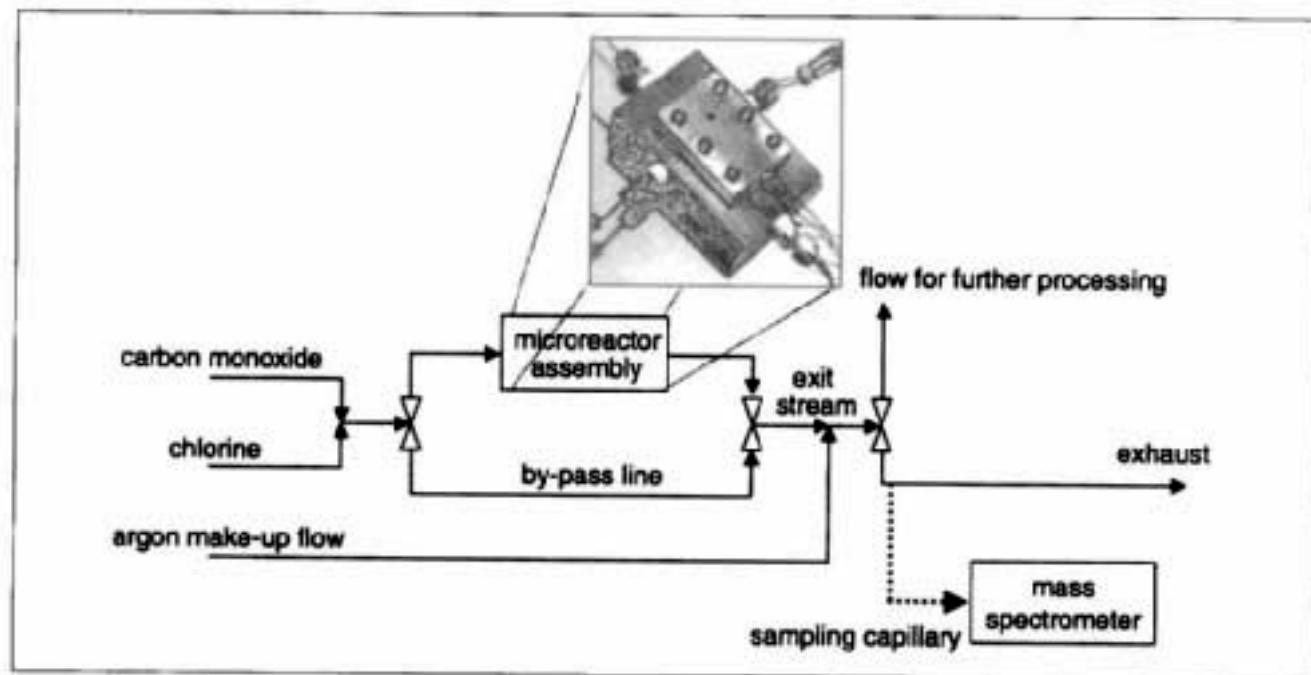 flow for further processing
microreactor
assembly
carbon monoxide
exit
stream
chlorine
by-pass line
exhaust
argon make-up flow
mass
spectrometer
sampling capillary